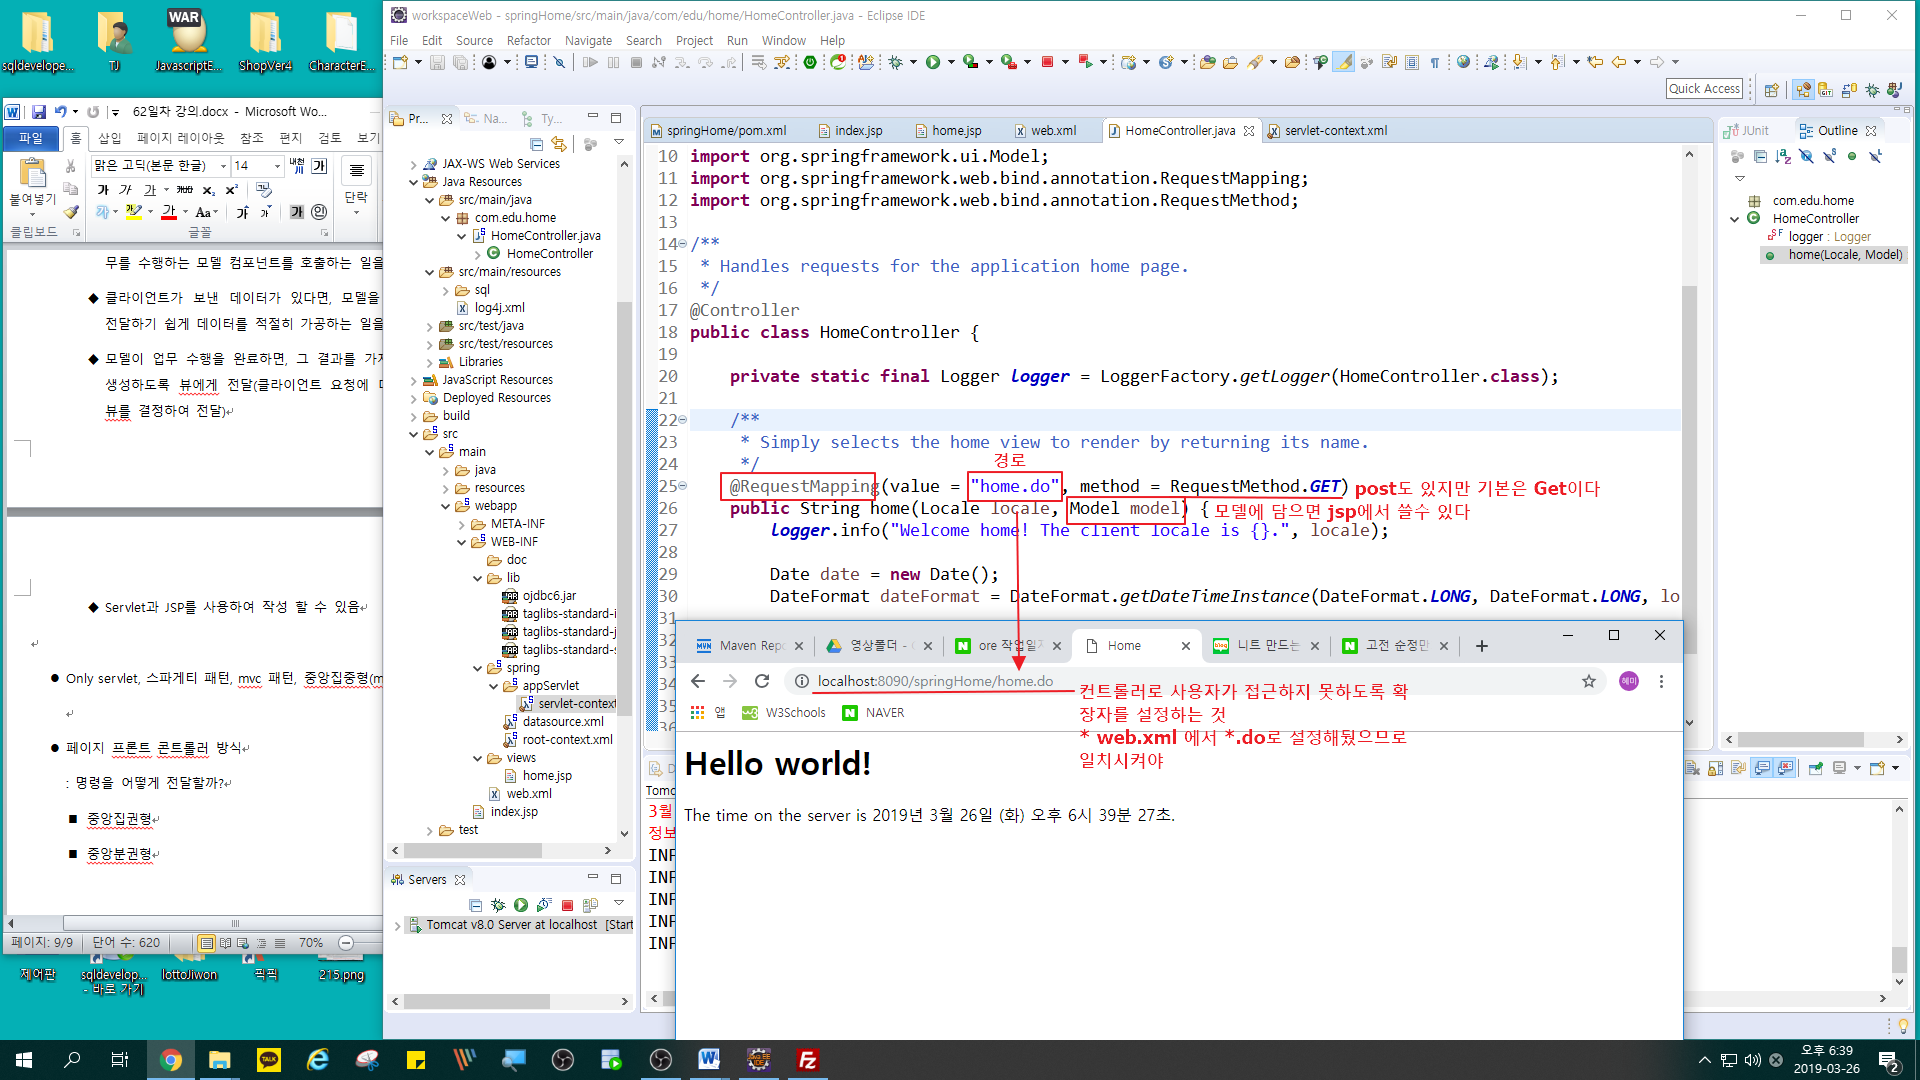 sqldevelope...
TJ
WAR
JavascriptE...
ShopVer4
CharacterE...
62일차 강의.docx - Microsoft Wo...
파일
홈
삽입
페이지 레이아웃
참조
편지
검토
보기
붙여넣기
클립보드
맑은 고딕(본문 한글)
14
글꼴
단락
무를 수행하는 모델 컴포넌트를 호출하는 일을
◆ 클라이언트가 보낸 데이터가 있다면, 모델을
전달하기 쉽게 데이터를 적절히 가공하는 일을
◆ 모델이 업무 수행을 완료하면, 그 결과를 가지
생성하도록 뷰에게 전달(클라이언트 요청에 대
뷰를 결정하여 전달)
◆ Servlet과 JSP를 사용하여 작성 할 수 있음
● Only servlet, 스파게티 패턴, mvc 패턴, 중앙집중형(m
● 페이지 프론트 콘트롤러 방식
: 명령을 어떻게 전달할까?
■ 중앙집권형
■ 중앙분권형
페이지: 9/9
단어 수: 620
70%
제어판
sqldevelop... - 바로 가기
lottoJiwon
픽픽
215.png
workspaceWeb - springHome/src/main/java/com/edu/home/HomeController.java - Eclipse IDE
File Edit Source Refactor Navigate Search Project Run Window Help
Quick Access
Pr...
Na...
Ty...
JAX-WS Web Services
Java Resources
src/main/java
com.edu.home
HomeController.java
HomeController
src/main/resources
sql
log4j.xml
src/test/java
src/test/resources
Libraries
JavaScript Resources
Deployed Resources
build
src
main
java
resources
webapp
META-INF
WEB-INF
doc
lib
ojdbc6.jar
taglibs-standard-i
taglibs-standard-j
taglibs-standard-s
spring
appServlet
servlet-context
datasource.xml
root-context.xml
views
home.jsp
web.xml
index.jsp
test
Servers
Tomcat v8.0 Server at localhost [Start
springHome/pom.xml
index.jsp
home.jsp
web.xml
HomeController.java
servlet-context.xml
10 import org.springframework.ui.Model;
11 import org.springframework.web.bind.annotation.RequestMapping;
12 import org.springframework.web.bind.annotation.RequestMethod;
13
14 /**
15 * Handles requests for the application home page.
16 */
17 @Controller
18 public class HomeController {
19
20 private static final Logger logger = LoggerFactory.getLogger(HomeController.class);
21
22 /**
23 * Simply selects the home view to render by returning its name.
24 */
경로
25 @RequestMapping(value = "home.do", method = RequestMethod.GET)
post도 있지만 기본은 Get이다
26 public String home(Locale locale, Model model) {
모델에 담으면 jsp에서 쓸수 있다
27 logger.info("Welcome home! The client locale is {}.", locale);
28
29 Date date = new Date();
30 DateFormat dateFormat = DateFormat.getDateTimeInstance(DateFormat.LONG, DateFormat.LONG, lo
31
32
33
34
35
36
JUnit
Outline
com.edu.home
HomeController
logger : Logger
home(Locale, Model)
Tomc
3월
정보
INF
INF
INF
INF
INF
Maven Repo
영상폴더 -
ore 작업일지
Home
니트 만드는
고전 순정만
localhost:8090/springHome/home.do
혜미
앱
W3Schools
NAVER
컨트롤러로 사용자가 접근하지 못하도록 확
장자를 설정하는 것
* web.xml 에서 *.do로 설정해뒀으므로
일치시켜야
Hello world!
The time on the server is 2019년 3월 26일 (화) 오후 6시 39분 27초.
TALK
오후 6:39
2019-03-26
2